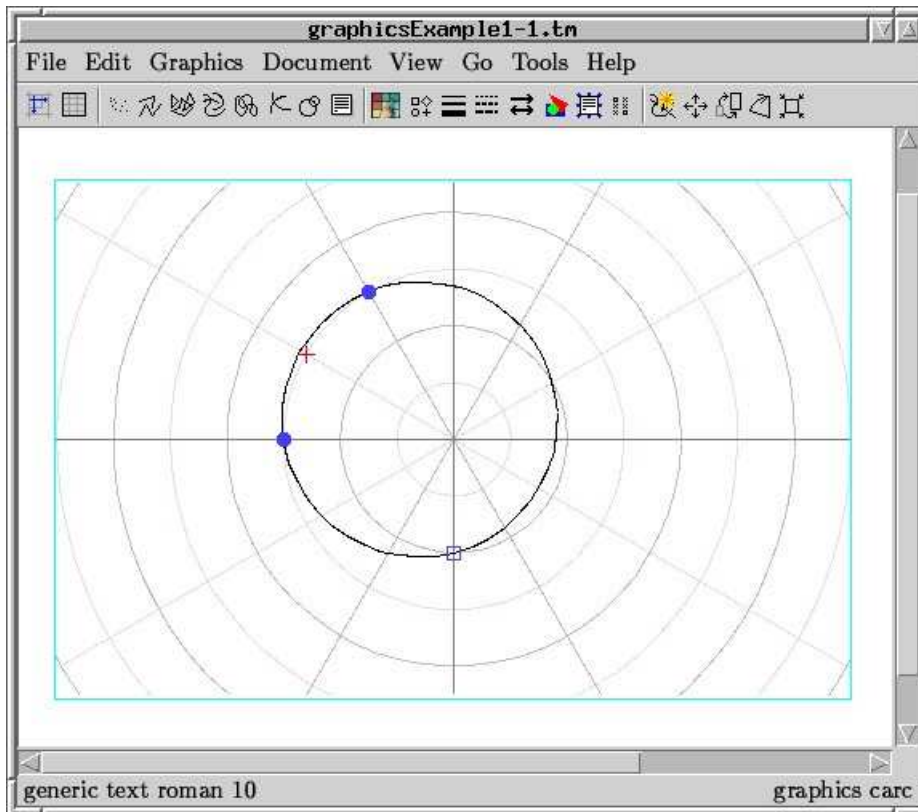 graphicsExample1-1.tm
File Edit Graphics Document View Go Tools Help
generic text roman 10 graphics carc